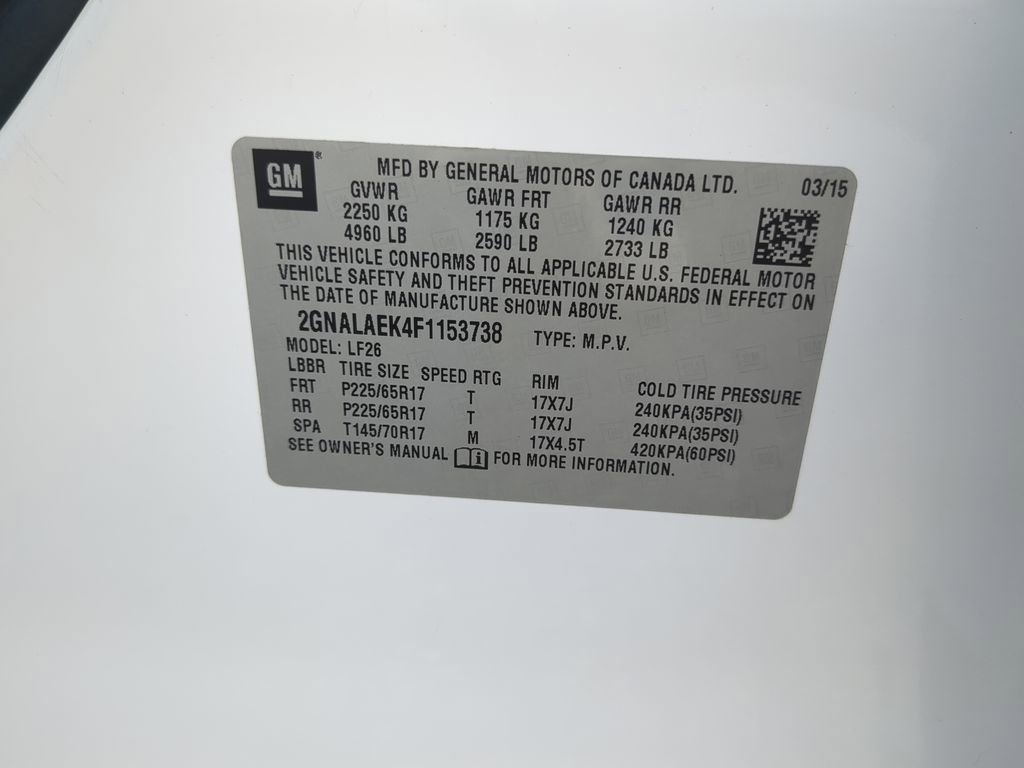 GM®
MFD BY GENERAL MOTORS OF CANADA LTD. 03/15
GVWR GAWR FRT GAWR RR
2250 KG 1175 KG 1240 KG
4960 LB 2590 LB 2733 LB
THIS VEHICLE CONFORMS TO ALL APPLICABLE U.S. FEDERAL MOTOR
VEHICLE SAFETY AND THEFT PREVENTION STANDARDS IN EFFECT ON
THE DATE OF MANUFACTURE SHOWN ABOVE.
2GNALAEK4F1153738 TYPE: M.P.V.
MODEL: LF26
LBBR TIRE SIZE SPEED RTG RIM COLD TIRE PRESSURE
FRT P225/65R17 T 17X7J 240KPA(35PSI)
RR P225/65R17 T 17X7J 240KPA(35PSI)
SPA T145/70R17 M 17X4.5T 420KPA(60PSI)
SEE OWNER'S MANUAL i FOR MORE INFORMATION.